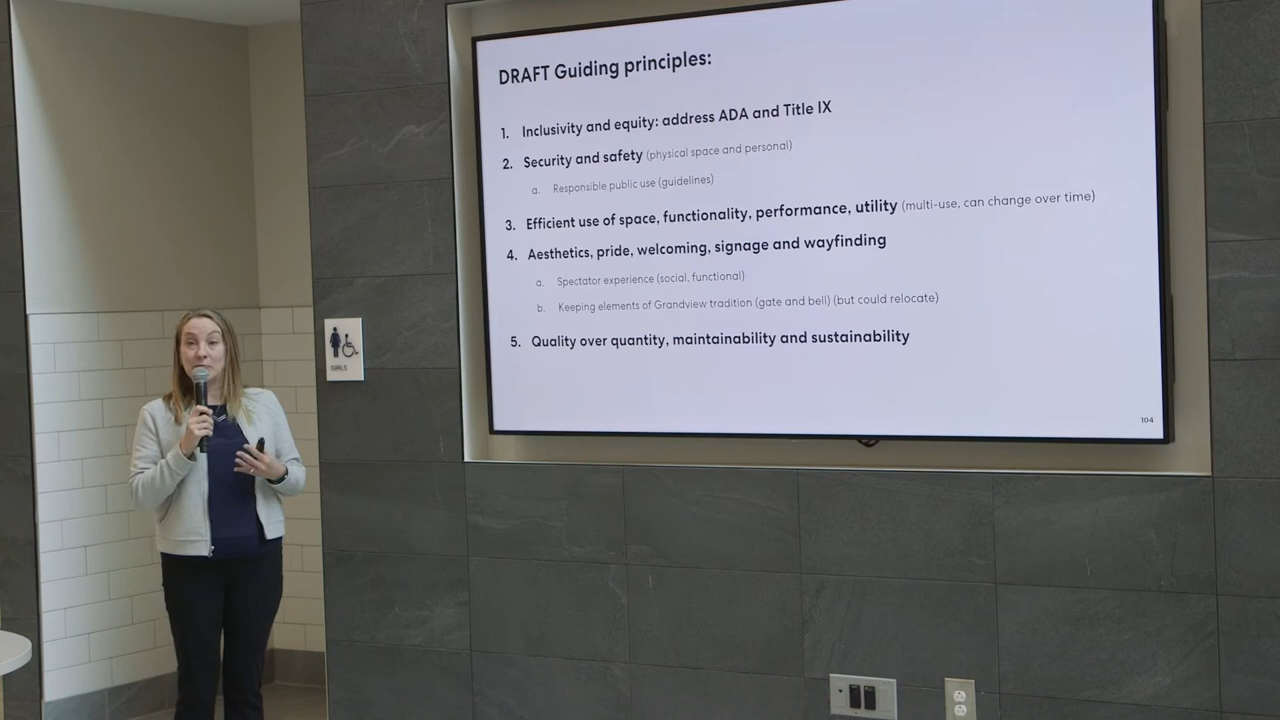 DRAFT Guiding principles:
1. Inclusivity and equity: address ADA and Title IX
2. Security and safety (physical space and personal)
a. Responsible public use (guidelines)
3. Efficient use of space, functionality, performance, utility (multi-use, can change over time)
4. Aesthetics, pride, welcoming, signage and wayfinding
a. Spectator experience (social, functional)
b. Keeping elements of Grandview tradition (gate and bell) (but could relocate)
5. Quality over quantity, maintainability and sustainability
104
GIRLS